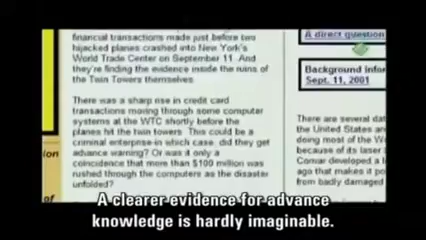 financial transactions made just before two
hijacked planes crashed into New York's
World Trade Center on September 11. And
they're finding the evidence inside the ruins of
the Twin Towers themselves.
There was a sharp rise in credit card
transactions moving through some computer
systems at the WTC shortly before the
planes hit the twin towers. This could be a
criminal enterprise-in which case, did they get
advance warning? Or was it only a
coincidence that more than $100 million was
rushed through the computers as the disaster
unfolded?
A direct question
Background infor
Sept. 11, 2001
There are several dat
the United States an
doing most of the W
because of its laser
Convar developed a l
ago that makes it po
from badly damaged
of
A clearer evidence for advance
knowledge is hardly imaginable.